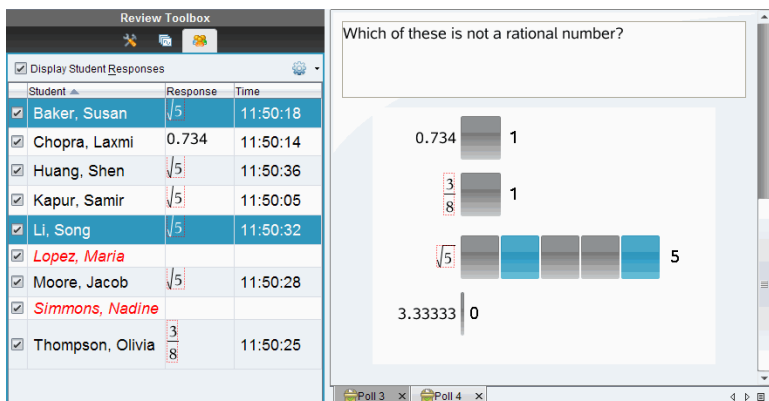 Review Toolbox
Display Student Responses
Student Response Time
Baker, Susan √5 11:50:18
Chopra, Laxmi 0.734 11:50:14
Huang, Shen √5 11:50:36
Kapur, Samir √5 11:50:05
Li, Song √5 11:50:32
Lopez, Maria
Moore, Jacob √5 11:50:28
Simmons, Nadine
Thompson, Olivia 3/8 11:50:25
Which of these is not a rational number?
0.734 1
3/8 1
√5 5
3.33333 0
Poll 3 x Poll 4 x